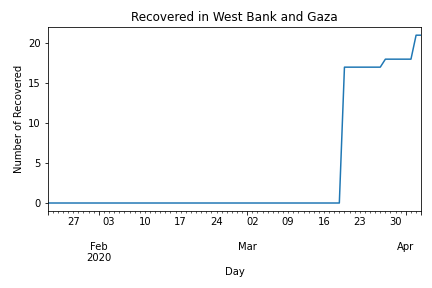 Recovered in West Bank and Gaza
Number of Recovered
20
15
10
5
0
27 03 10 17 24 02 09 16 23 30
Feb Mar Apr
2020
Day